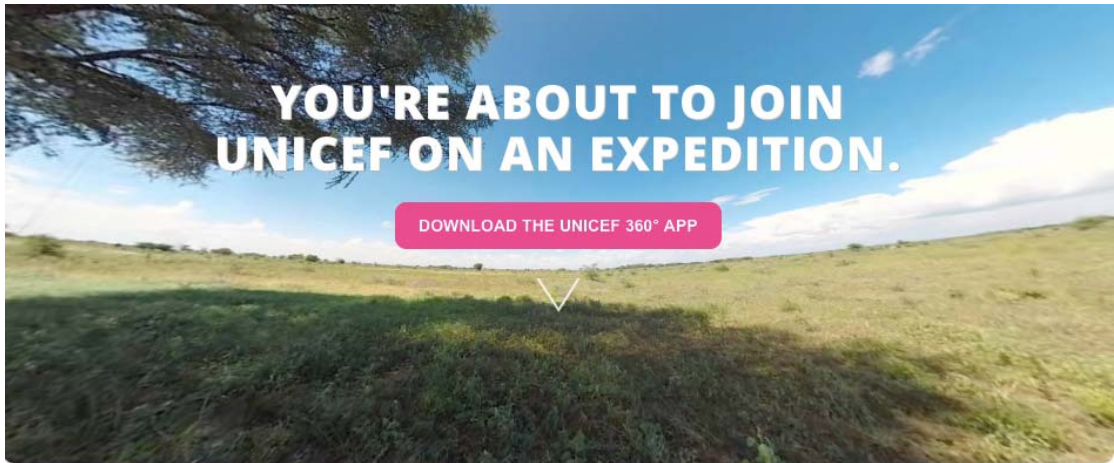 YOU'RE ABOUT TO JOIN
UNICEF ON AN EXPEDITION.
DOWNLOAD THE UNICEF 360° APP